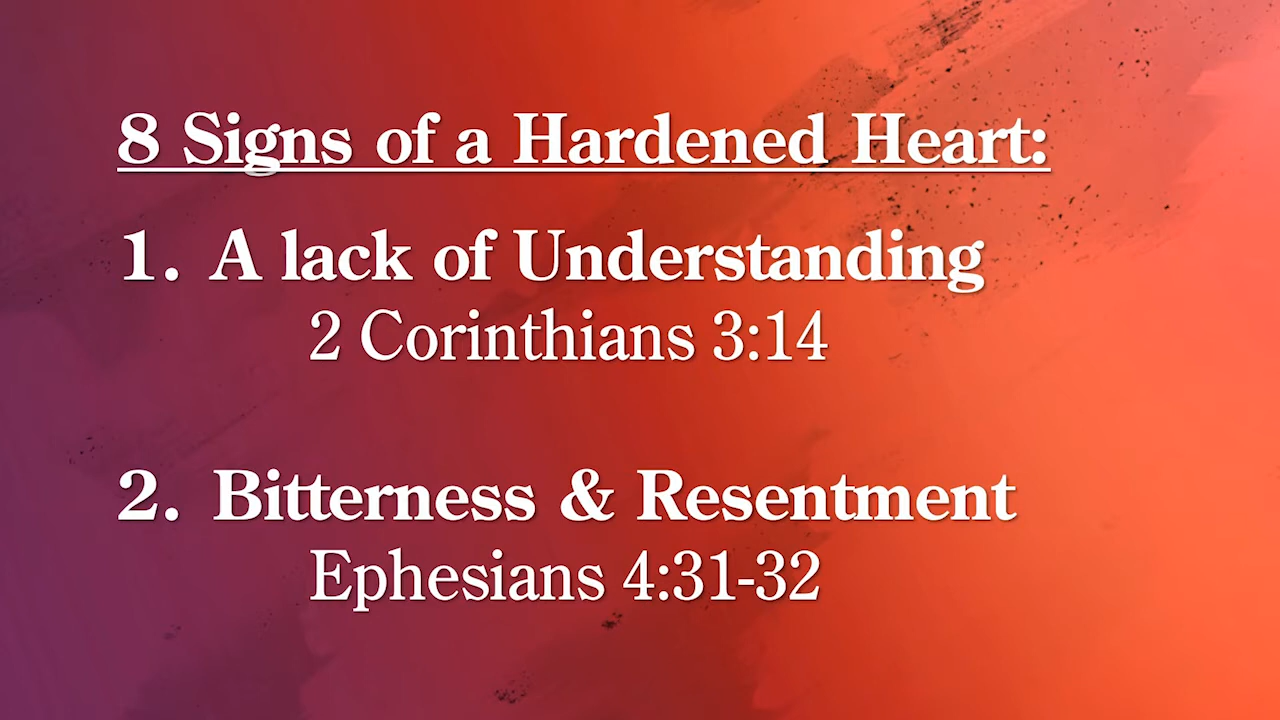 8 Signs of a Hardened Heart:
1. A lack of Understanding
2 Corinthians 3:14
2. Bitterness & Resentment
Ephesians 4:31-32